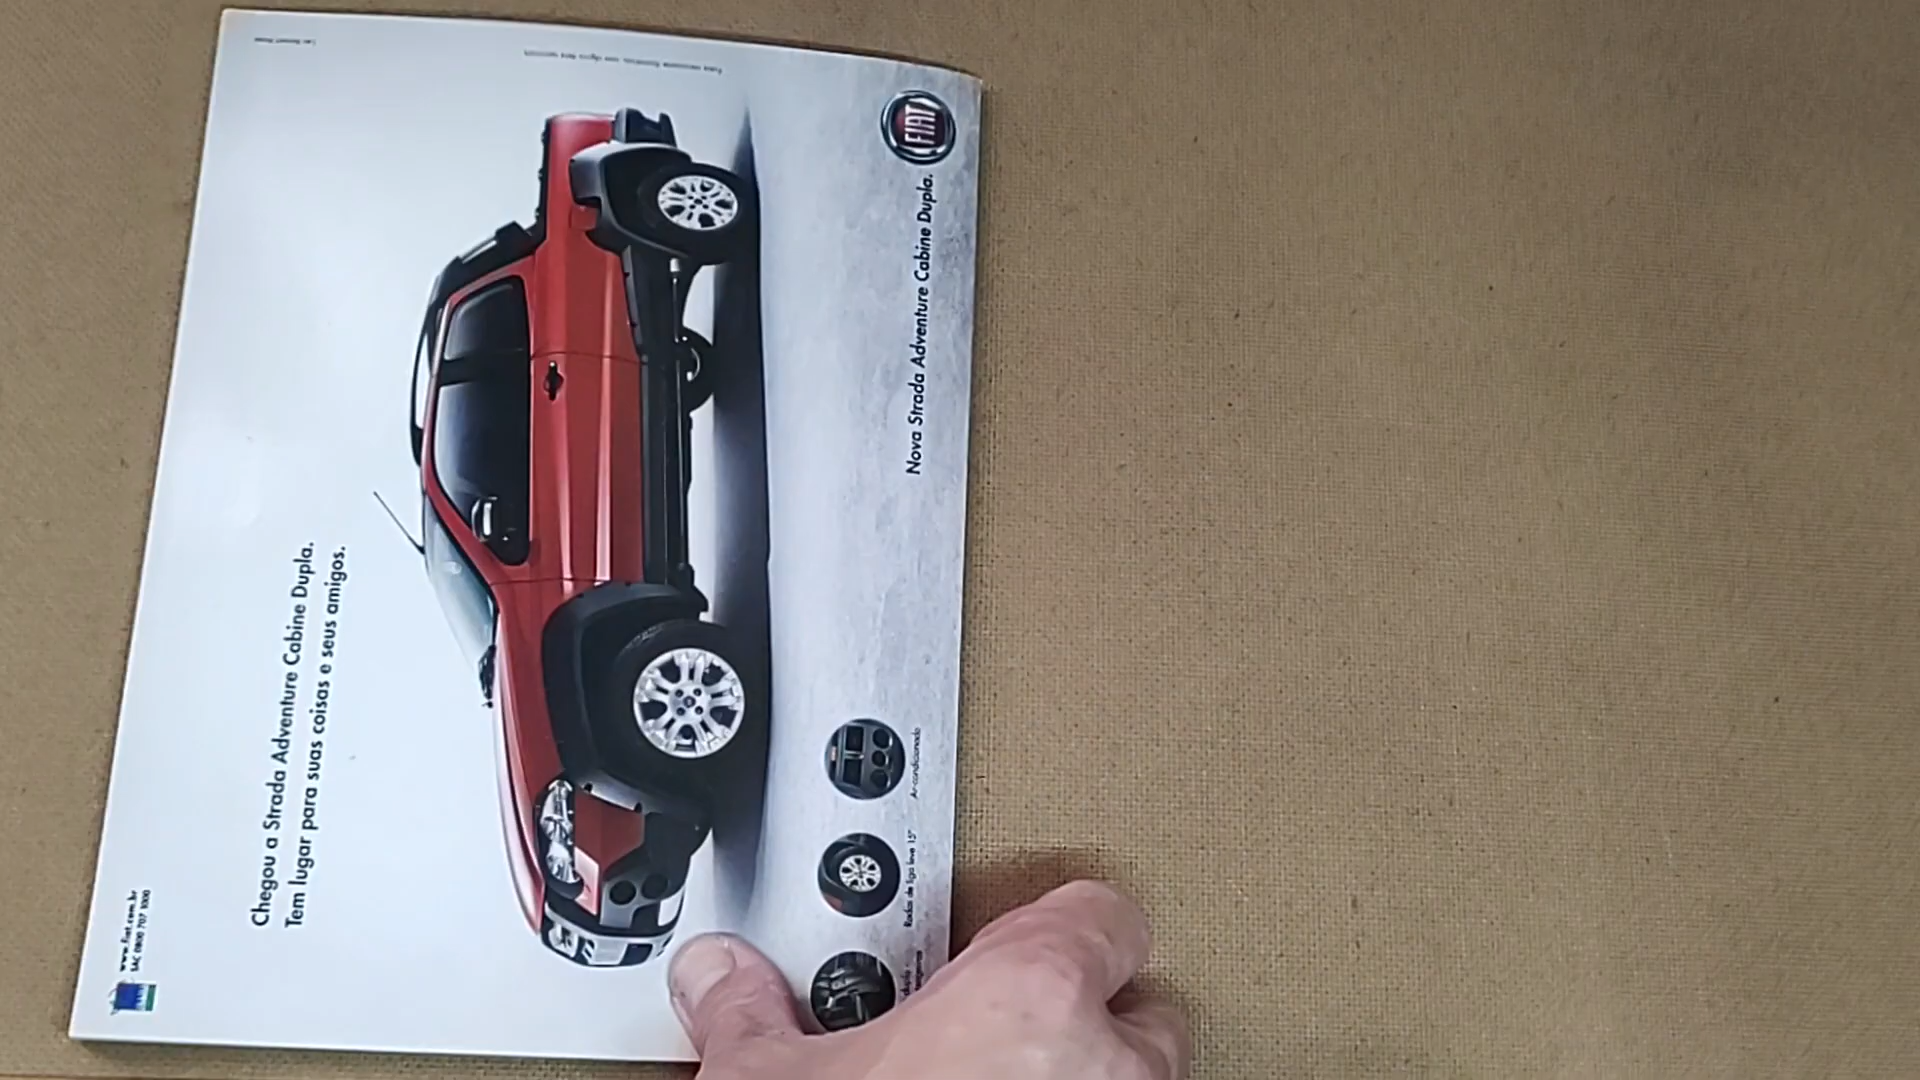 www.fiat.com.br
SAC 0800 707 1000
Chegou a Strada Adventure Cabine Dupla.
Tem lugar para suas coisas e seus amigos.
Ar-condicionado
Rodas de liga leve 15"
Nova Strada Adventure Cabine Dupla.
FIAT